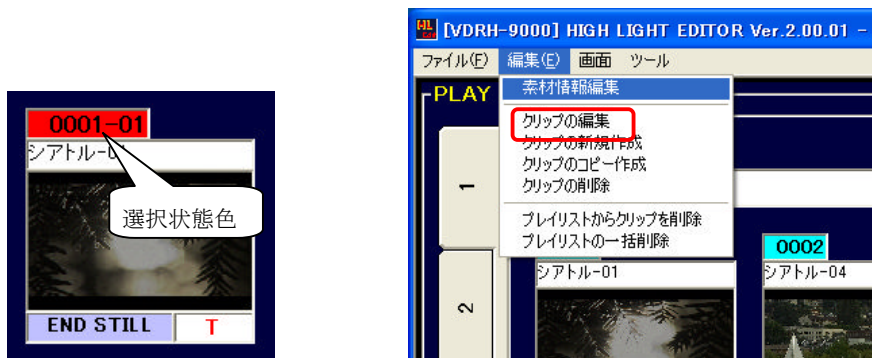 0001-01
シアトル-0
選択状態色
END STILL T
[VDRH-9000] HIGH LIGHT EDITOR Ver.2.00.01 -
ファイル(F) 編集(E) 画面 ツール
PLAY
素材情報編集
クリップの編集
クリップの新規作成
クリップのコピー作成
クリップの削除
プレイリストからクリップを削除
プレイリストの一括削除
1
0002
シアトル-01 シアトル-04
2